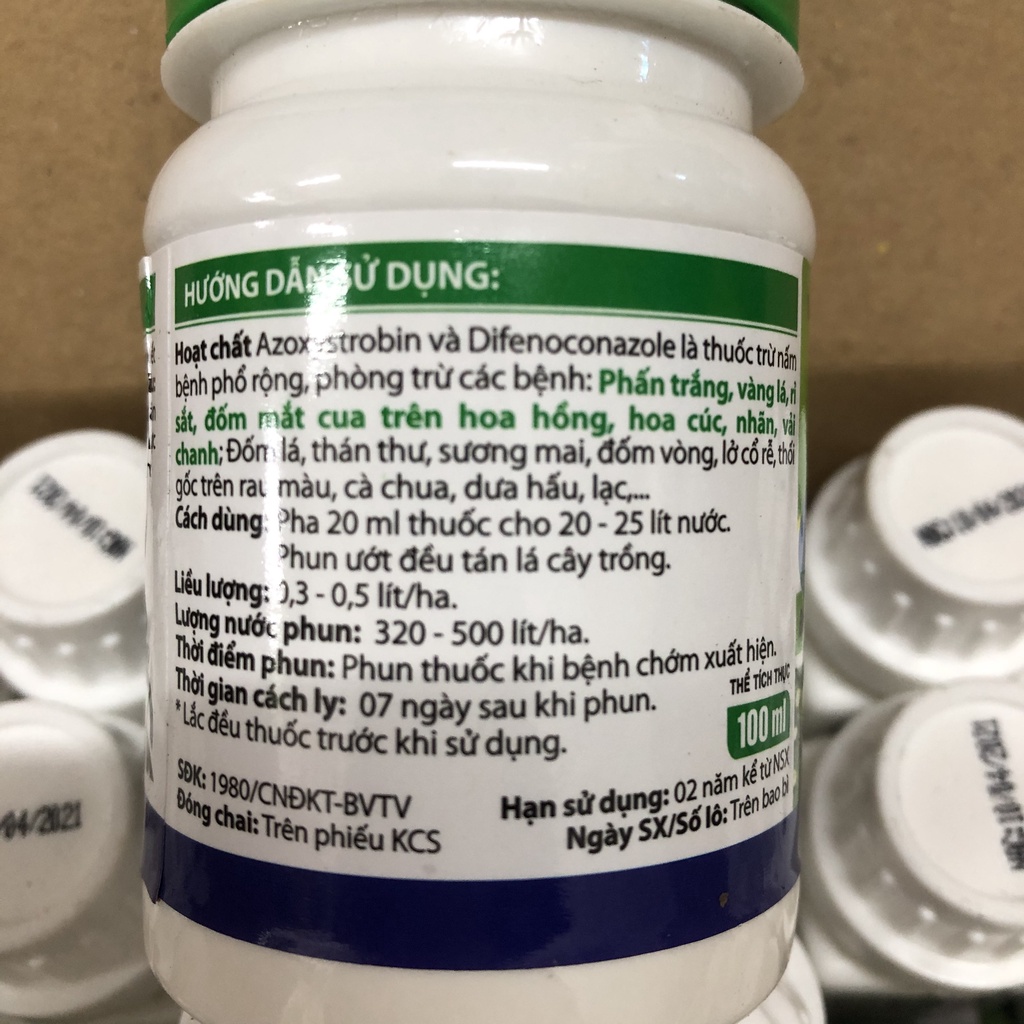 HƯỚNG DẪN SỬ DỤNG:
Hoạt chất Azoxystrobin và Difenoconazole là thuốc trừ nấm
bệnh phổ rộng, phòng trừ các bệnh: Phấn trắng, vàng lá, rỉ
sắt, đốm mắt cua trên hoa hồng, hoa cúc, nhãn, vải
chanh; Đốm lá, thán thư, sương mai, đốm vòng, lở cổ rễ, thối
gốc trên rau màu, cà chua, dưa hấu, lạc,...
Cách dùng: Pha 20 ml thuốc cho 20 - 25 lít nước.
Phun ướt đều tán lá cây trồng.
Liều lượng: 0,3 - 0,5 lít/ha.
Lượng nước phun: 320 - 500 lít/ha.
Thời điểm phun: Phun thuốc khi bệnh chớm xuất hiện.
Thời gian cách ly: 07 ngày sau khi phun.
* Lắc đều thuốc trước khi sử dụng.
THỂ TÍCH THỰC
100 ml
SĐK: 1980/CNĐKT-BVTV
Đóng chai: Trên phiếu KCS
Hạn sử dụng: 02 năm kể từ NSX
Ngày SX/Số lô: Trên bao bì
04/2021